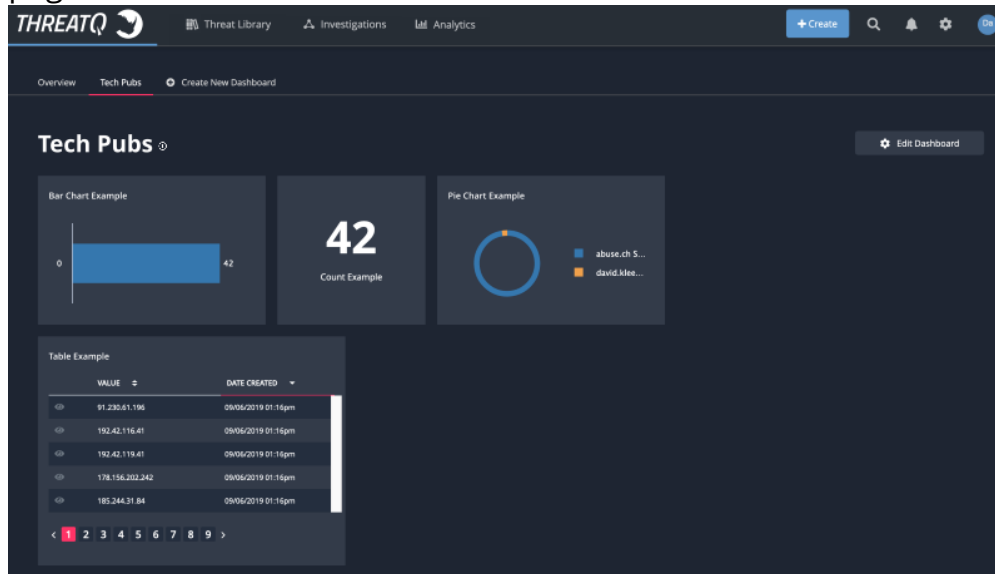 THREATQ Threat Library Investigations Analytics + Create Da
Overview Tech Pubs Create New Dashboard
Tech Pubs Edit Dashboard
Bar Chart Example
0 42
42
Count Example
Pie Chart Example
abuse.ch S...
david.klee...
Table Example
VALUE DATE CREATED
91.230.61.196 09/06/2019 01:16pm
192.42.116.41 09/06/2019 01:16pm
192.42.119.41 09/06/2019 01:16pm
178.156.202.242 09/06/2019 01:16pm
185.244.31.84 09/06/2019 01:16pm
< 1 2 3 4 5 6 7 8 9 >